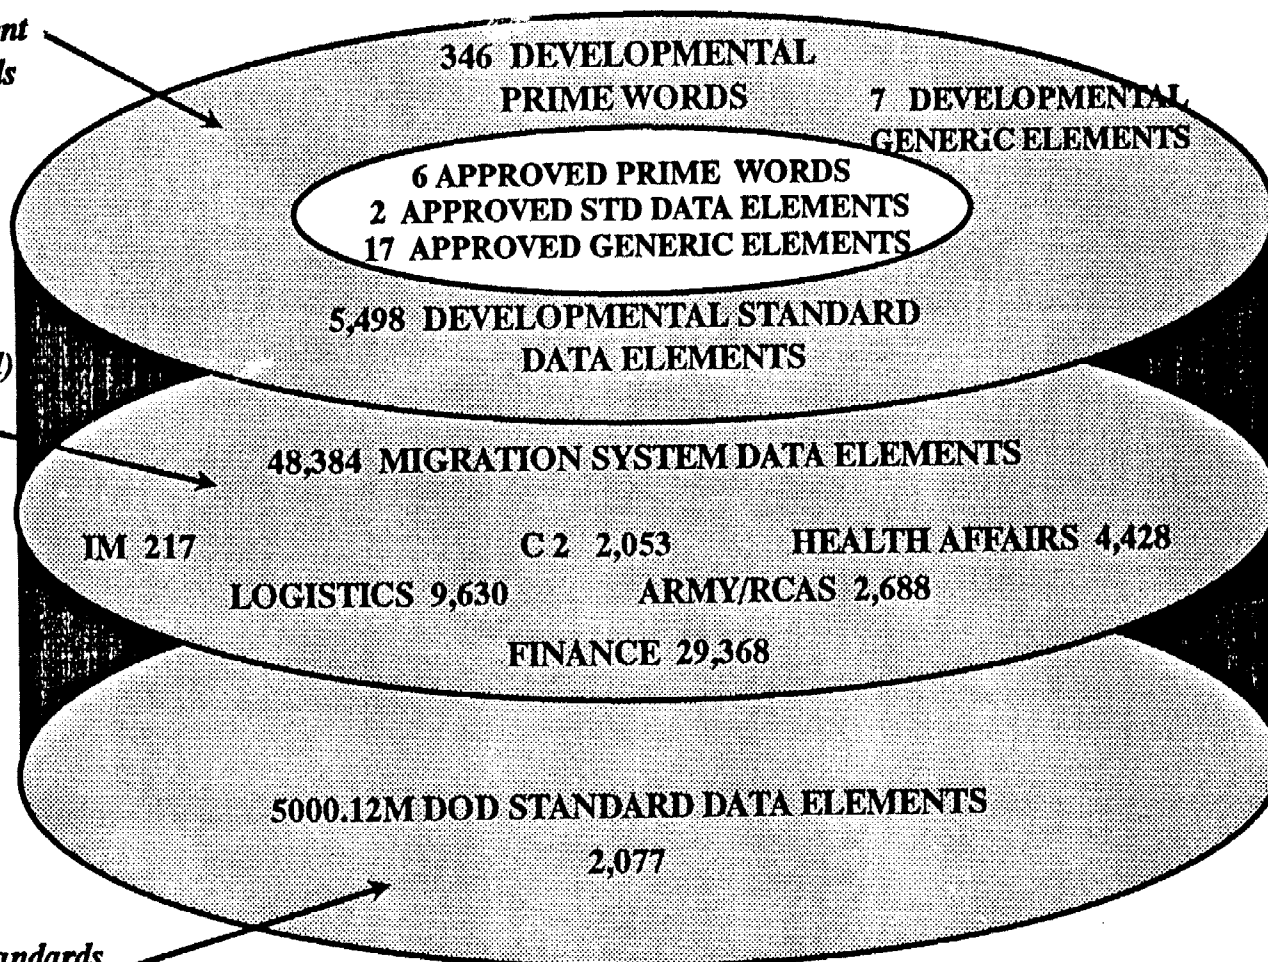 346 DEVELOPMENTAL
PRIME WORDS
7 DEVELOPMENTAL
GENERIC ELEMENTS
6 APPROVED PRIME WORDS
2 APPROVED STD DATA ELEMENTS
17 APPROVED GENERIC ELEMENTS
5,498 DEVELOPMENTAL STANDARD
DATA ELEMENTS
48,384 MIGRATION SYSTEM DATA ELEMENTS
IM 217
C 2 2,053
HEALTH AFFAIRS 4,428
LOGISTICS 9,630
ARMY/RCAS 2,688
FINANCE 29,368
5000.12M DOD STANDARD DATA ELEMENTS
2,077